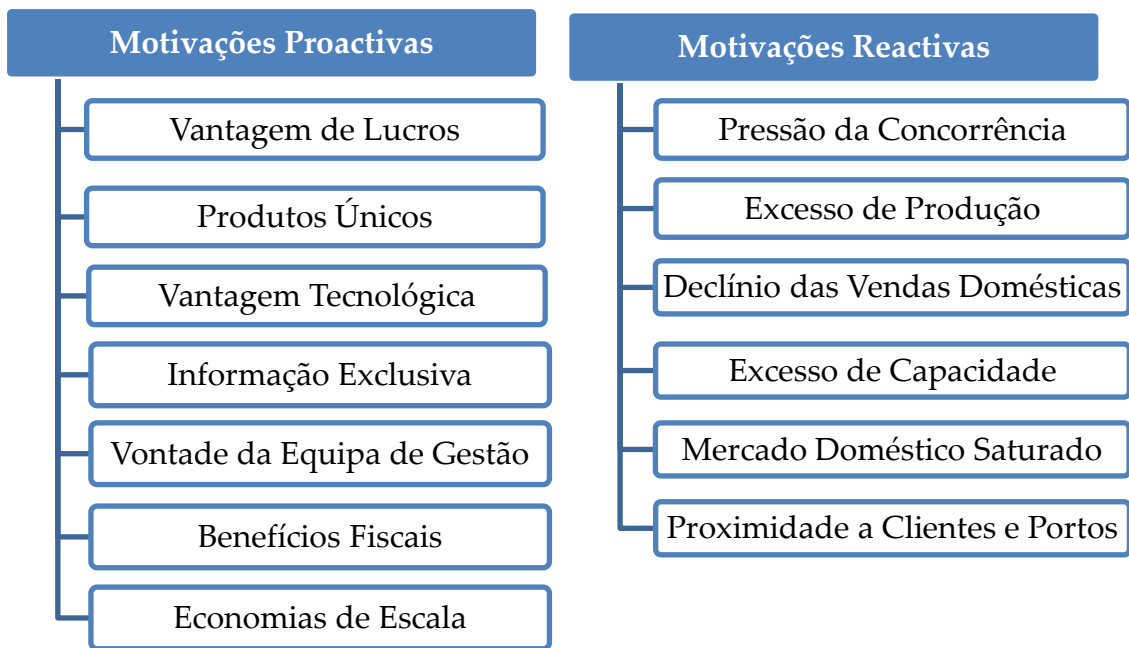 Motivações Proactivas
Vantagem de Lucros
Produtos Únicos
Vantagem Tecnológica
Informação Exclusiva
Vontade da Equipa de Gestão
Benefícios Fiscais
Economias de Escala
Motivações Reactivas
Pressão da Concorrência
Excesso de Produção
Declínio das Vendas Domésticas
Excesso de Capacidade
Mercado Doméstico Saturado
Proximidade a Clientes e Portos